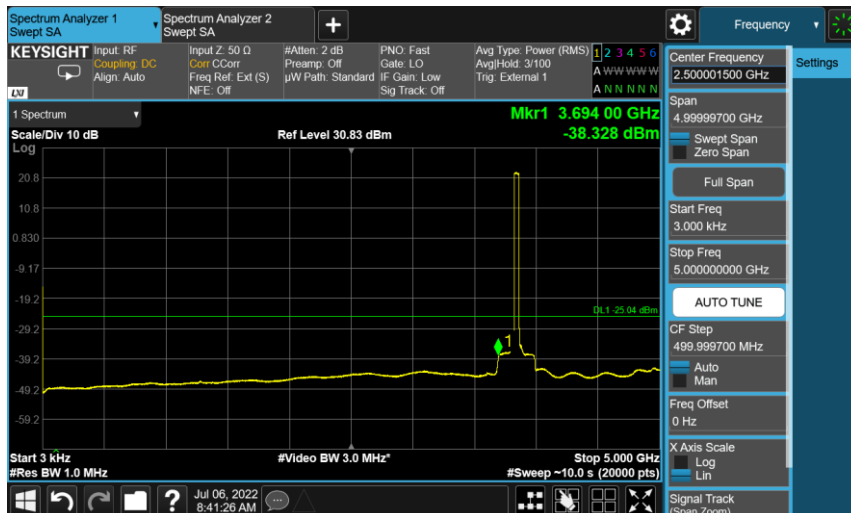 Spectrum Analyzer 1
Swept SA
Spectrum Analyzer 2
Swept SA
Frequency
KEYSIGHT
LXI
Input: RF
Coupling: DC
Align: Auto
Input Z: 50 Ω
Corr CCorr
Freq Ref: Ext (S)
NFE: Off
#Atten: 2 dB
Preamp: Off
µW Path: Standard
PNO: Fast
Gate: LO
IF Gain: Low
Sig Track: Off
Avg Type: Power (RMS)
Avg|Hold: 3/100
Trig: External 1
1 2 3 4 5 6
A W W W W W
A N N N N N
1 Spectrum
Scale/Div 10 dB
Log
Ref Level 30.83 dBm
Mkr1 3.694 00 GHz
-38.328 dBm
20.8
10.8
0.830
-9.17
-19.2
-29.2
-39.2
-49.2
-59.2
DL1 -25.04 dBm
1
Start 3 kHz
#Res BW 1.0 MHz
#Video BW 3.0 MHz*
Stop 5.000 GHz
#Sweep ~10.0 s (20000 pts)
Jul 06, 2022
8:41:26 AM
Center Frequency
2.500001500 GHz
Settings
Span
4.99999700 GHz
Swept Span
Zero Span
Full Span
Start Freq
3.000 kHz
Stop Freq
5.000000000 GHz
AUTO TUNE
CF Step
499.999700 MHz
Auto
Man
Freq Offset
0 Hz
X Axis Scale
Log
Lin
Signal Track
(Span Zoom)